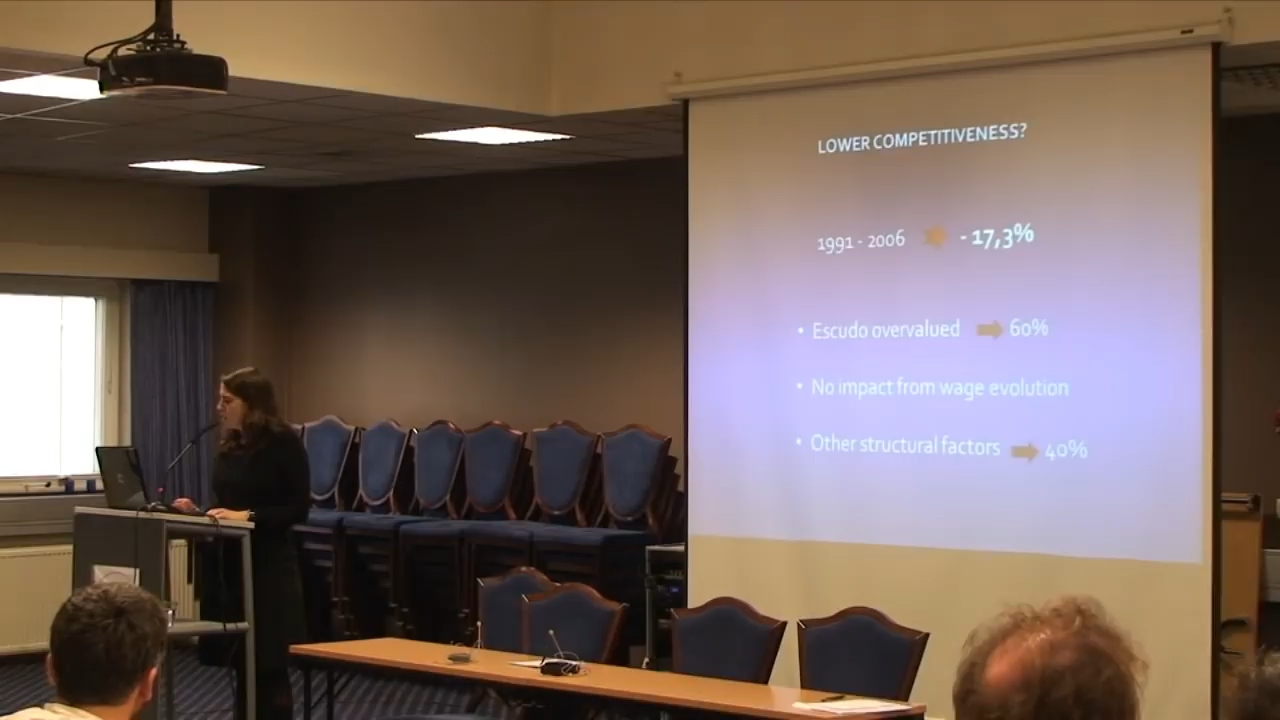 LOWER COMPETITIVENESS?
1991 - 2006 - 17,3%
• Escudo overvalued 60%
• No impact from wage evolution
• Other structural factors 40%